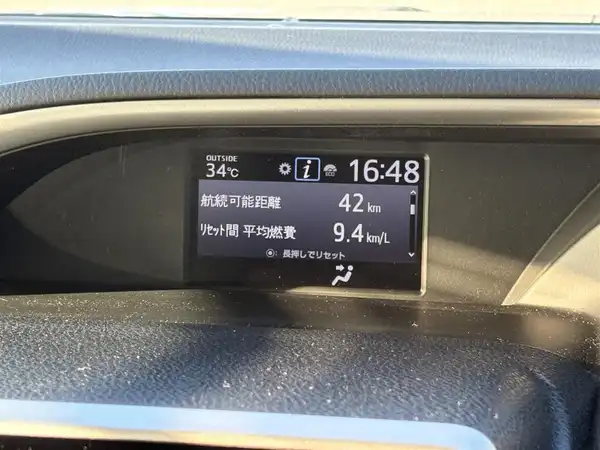 OUTSIDE
34℃ i ECO 16:48
航続可能距離 42 km
リセット間 平均燃費 9.4 km/L
長押しでリセット